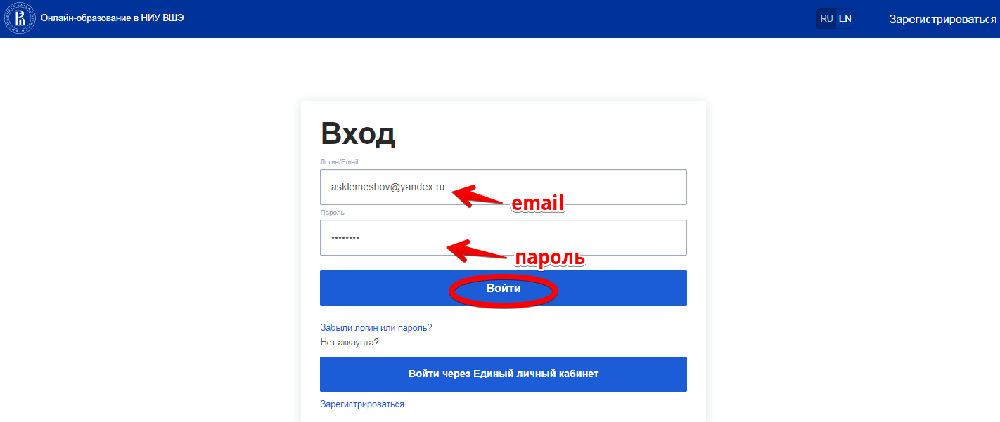 Онлайн-образование в НИУ ВШЭ
RU EN
Зарегистрироваться
Вход
Логин/Email
asklemeshov@yandex.ru
email
Пароль
••••••••
пароль
Войти
Забыли логин или пароль?
Нет аккаунта?
Войти через Единый личный кабинет
Зарегистрироваться